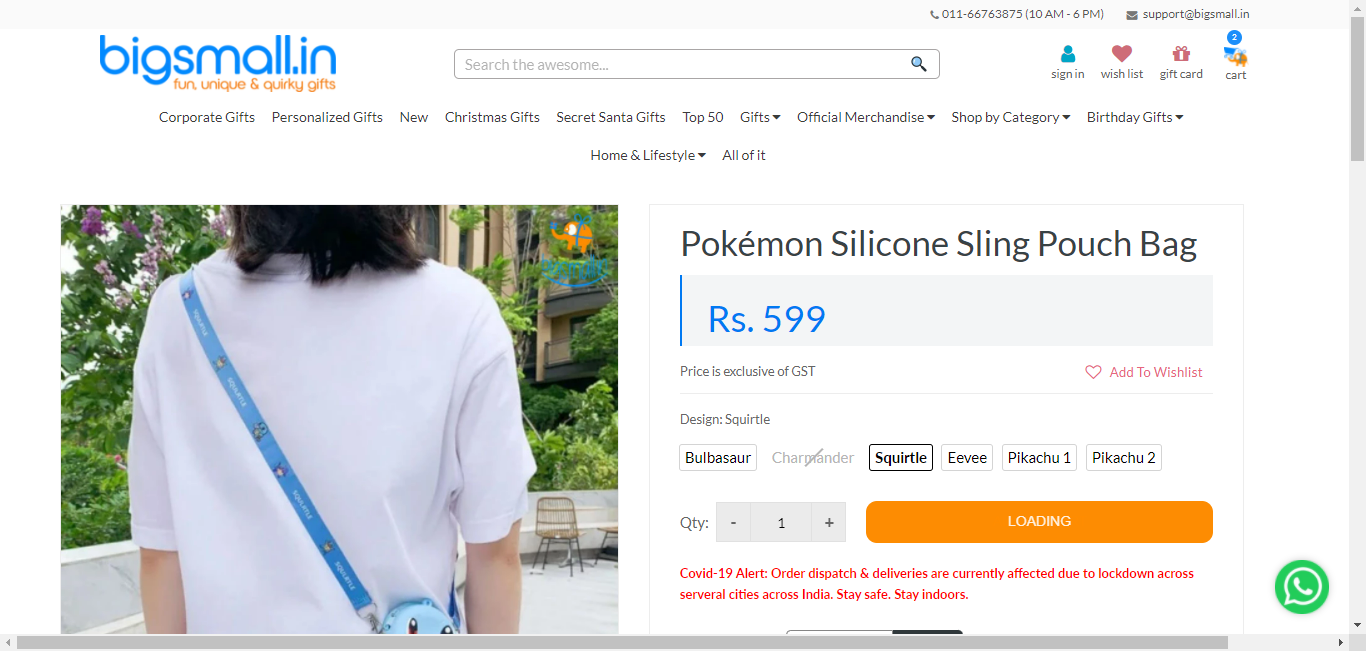 011-66763875 (10 AM - 6 PM) support@bigsmall.in
bigsmall.in
fun, unique & quirky gifts
Search the awesome...
sign in
wish list
gift card
2
cart
Corporate Gifts Personalized Gifts New Christmas Gifts Secret Santa Gifts Top 50 Gifts Official Merchandise Shop by Category Birthday Gifts
Home & Lifestyle All of it
SQUIRTLE
SQUIRTLE
SQUIRTLE
SQUIRTLE
Pokémon Silicone Sling Pouch Bag
Rs. 599
Price is exclusive of GST
Add To Wishlist
Design: Squirtle
Bulbasaur Charmander Squirtle Eevee Pikachu 1 Pikachu 2
Qty: - 1 + LOADING
Covid-19 Alert: Order dispatch & deliveries are currently affected due to lockdown across
serveral cities across India. Stay safe. Stay indoors.